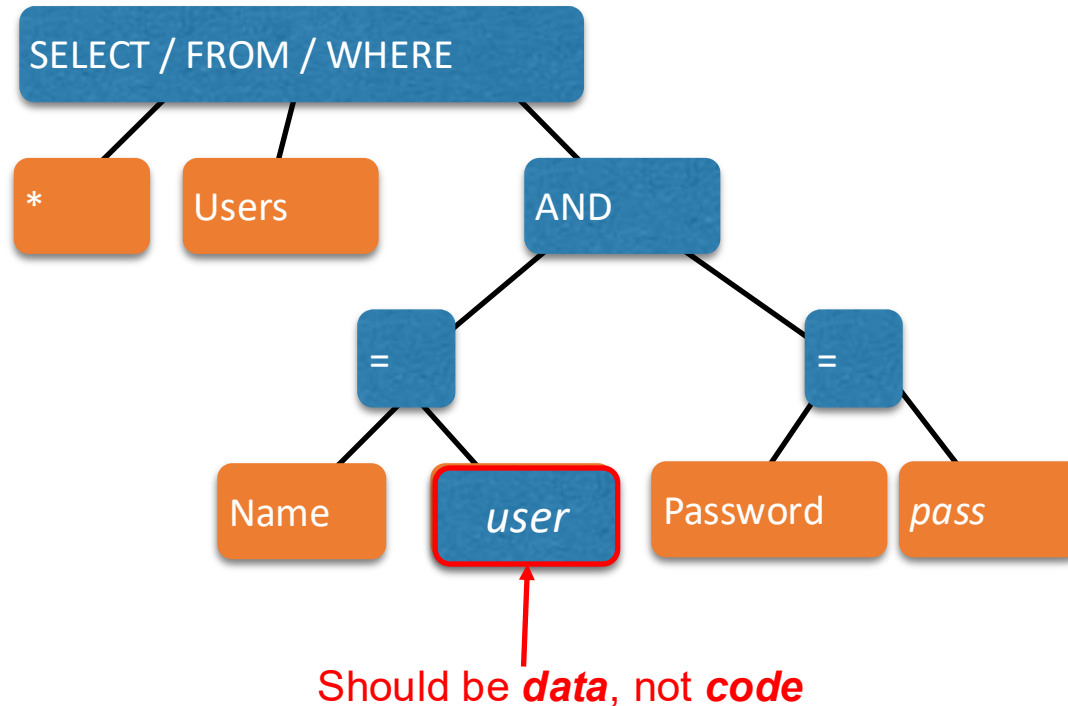 SELECT / FROM / WHERE
*
Users
AND
=
=
Name
user
Password
pass
Should be data, not code